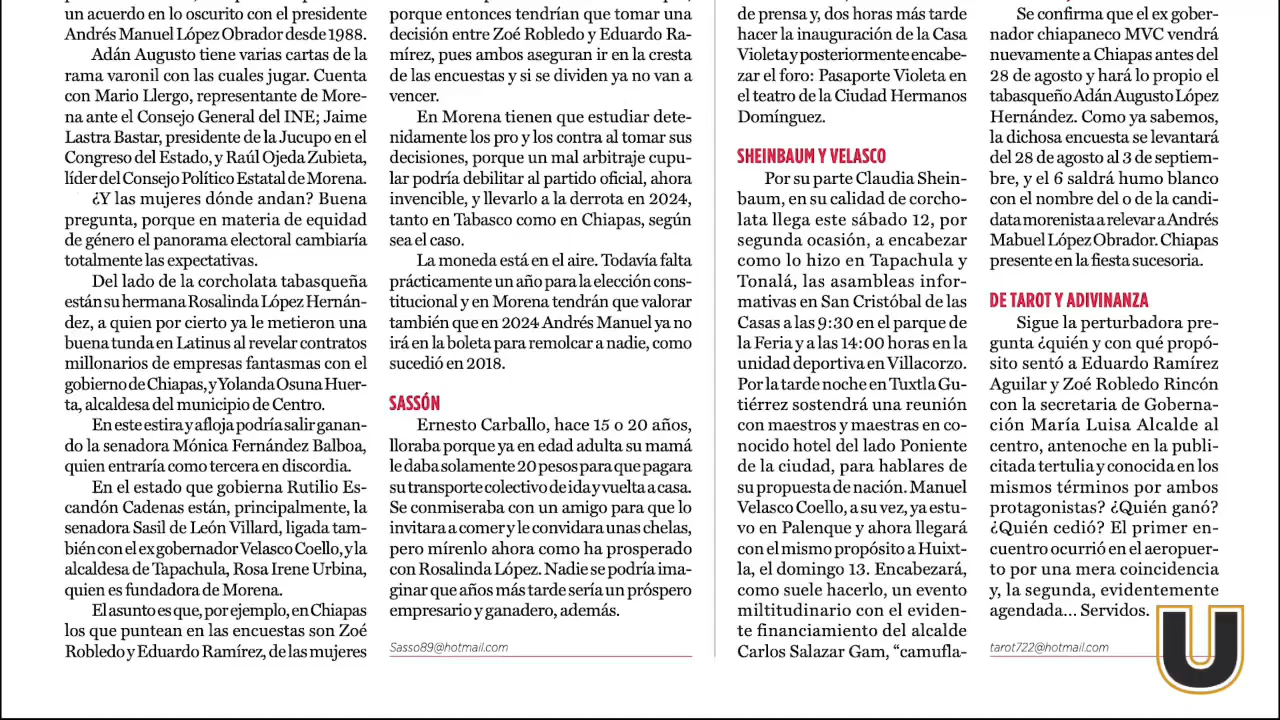 un acuerdo en lo oscurito con el presidente
Andrés Manuel López Obrador desde 1988.
Adán Augusto tiene varias cartas de la
rama varonil con las cuales jugar. Cuenta
con Mario Llergo, representante de More-
na ante el Consejo General del INE; Jaime
Lastra Bastar, presidente de la Jucupo en el
Congreso del Estado, y Raúl Ojeda Zubieta,
líder del Consejo Político Estatal de Morena.
¿Y las mujeres dónde andan? Buena
pregunta, porque en materia de equidad
de género el panorama electoral cambiaría
totalmente las expectativas.
Del lado de la corcholata tabasqueña
están su hermana Rosalinda López Hernán-
dez, a quien por cierto ya le metieron una
buena tunda en Latinus al revelar contratos
millonarios de empresas fantasmas con el
gobierno de Chiapas, y Yolanda Osuna Huer-
ta, alcaldesa del municipio de Centro.
En este estira y afloja podría salir ganan-
do la senadora Mónica Fernández Balboa,
quien entraría como tercera en discordia.
En el estado que gobierna Rutilio Es-
candón Cadenas están, principalmente, la
senadora Sasil de León Villard, ligada tam-
bién con el ex gobernador Velasco Coello, y la
alcaldesa de Tapachula, Rosa Irene Urbina,
quien es fundadora de Morena.
El asunto es que, por ejemplo, en Chiapas
los que puntean en las encuestas son Zoé
Robledo y Eduardo Ramírez, de las mujeres
porque entonces tendrían que tomar una
decisión entre Zoé Robledo y Eduardo Ra-
mírez, pues ambos aseguran ir en la cresta
de las encuestas y si se dividen ya no van a
vencer.
En Morena tienen que estudiar dete-
nidamente los pro y los contra al tomar sus
decisiones, porque un mal arbitraje cupu-
lar podría debilitar al partido oficial, ahora
invencible, y llevarlo a la derrota en 2024,
tanto en Tabasco como en Chiapas, según
sea el caso.
La moneda está en el aire. Todavía falta
prácticamente un año para la elección cons-
titucional y en Morena tendrán que valorar
también que en 2024 Andrés Manuel ya no
irá en la boleta para remolcar a nadie, como
sucedió en 2018.
SASSÓN
Ernesto Carballo, hace 15 o 20 años,
lloraba porque ya en edad adulta su mamá
le daba solamente 20 pesos para que pagara
su transporte colectivo de ida y vuelta a casa.
Se conmiseraba con un amigo para que lo
invitara a comer y le convidara unas chelas,
pero mírenlo ahora como ha prosperado
con Rosalinda López. Nadie se podría ima-
ginar que años más tarde sería un próspero
empresario y ganadero, además.
Sasso89@hotmail.com
de prensa y, dos horas más tarde
hacer la inauguración de la Casa
Violeta y posteriormente encabe-
zar el foro: Pasaporte Violeta en
el teatro de la Ciudad Hermanos
Domínguez.
SHEINBAUM Y VELASCO
Por su parte Claudia Shein-
baum, en su calidad de corcho-
lata llega este sábado 12, por
segunda ocasión, a encabezar
como lo hizo en Tapachula y
Tonalá, las asambleas infor-
mativas en San Cristóbal de las
Casas a las 9:30 en el parque de
la Feria y a las 14:00 horas en la
unidad deportiva en Villacorzo.
Por la tarde noche en Tuxtla Gu-
tiérrez sostendrá una reunión
con maestros y maestras en co-
nocido hotel del lado Poniente
de la ciudad, para hablares de
su propuesta de nación. Manuel
Velasco Coello, a su vez, ya estu-
vo en Palenque y ahora llegará
con el mismo propósito a Huixt-
la, el domingo 13. Encabezará,
como suele hacerlo, un evento
miltitudinario con el eviden-
te financiamiento del alcalde
Carlos Salazar Gam, “camufla-
Se confirma que el ex gober-
nador chiapaneco MVC vendrá
nuevamente a Chiapas antes del
28 de agosto y hará lo propio el
tabasqueño Adán Augusto López
Hernández. Como ya sabemos,
la dichosa encuesta se levantará
del 28 de agosto al 3 de septiem-
bre, y el 6 saldrá humo blanco
con el nombre del o de la candi-
data morenista a relevar a Andrés
Mabuel López Obrador. Chiapas
presente en la fiesta sucesoria.
DE TAROT Y ADIVINANZA
Sigue la perturbadora pre-
gunta ¿quién y con qué propó-
sito sentó a Eduardo Ramírez
Aguilar y Zoé Robledo Rincón
con la secretaria de Goberna-
ción María Luisa Alcalde al
centro, antenoche en la publi-
citada tertulia y conocida en los
mismos términos por ambos
protagonistas? ¿Quién ganó?
¿Quién cedió? El primer en-
cuentro ocurrió en el aeropuer-
to por una mera coincidencia
y, la segunda, evidentemente
agendada... Servidos.
tarot722@hotmail.com
U